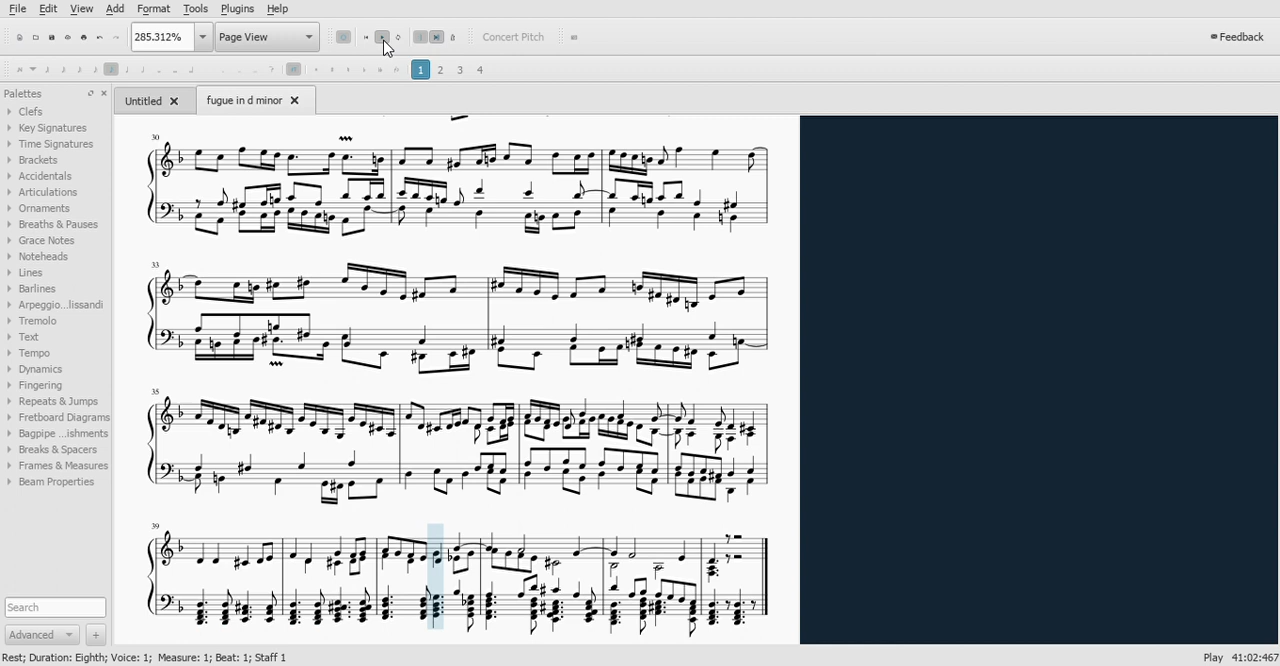 File Edit View Add Format Tools Plugins Help
285.312% Page View Concert Pitch Feedback
1 2 3 4
Palettes
Untitled fugue in d minor
Clefs
Key Signatures
Time Signatures
Brackets
Accidentals
Articulations
Ornaments
Breaths & Pauses
Grace Notes
Noteheads
Lines
Barlines
Arpeggio...lissandi
Tremolo
Text
Tempo
Dynamics
Fingering
Repeats & Jumps
Fretboard Diagrams
Bagpipe ...ishments
Breaks & Spacers
Frames & Measures
Beam Properties
30
33
35
39
Search
Advanced +
Rest; Duration: Eighth; Voice: 1; Measure: 1; Beat: 1; Staff 1 Play 41:02:467